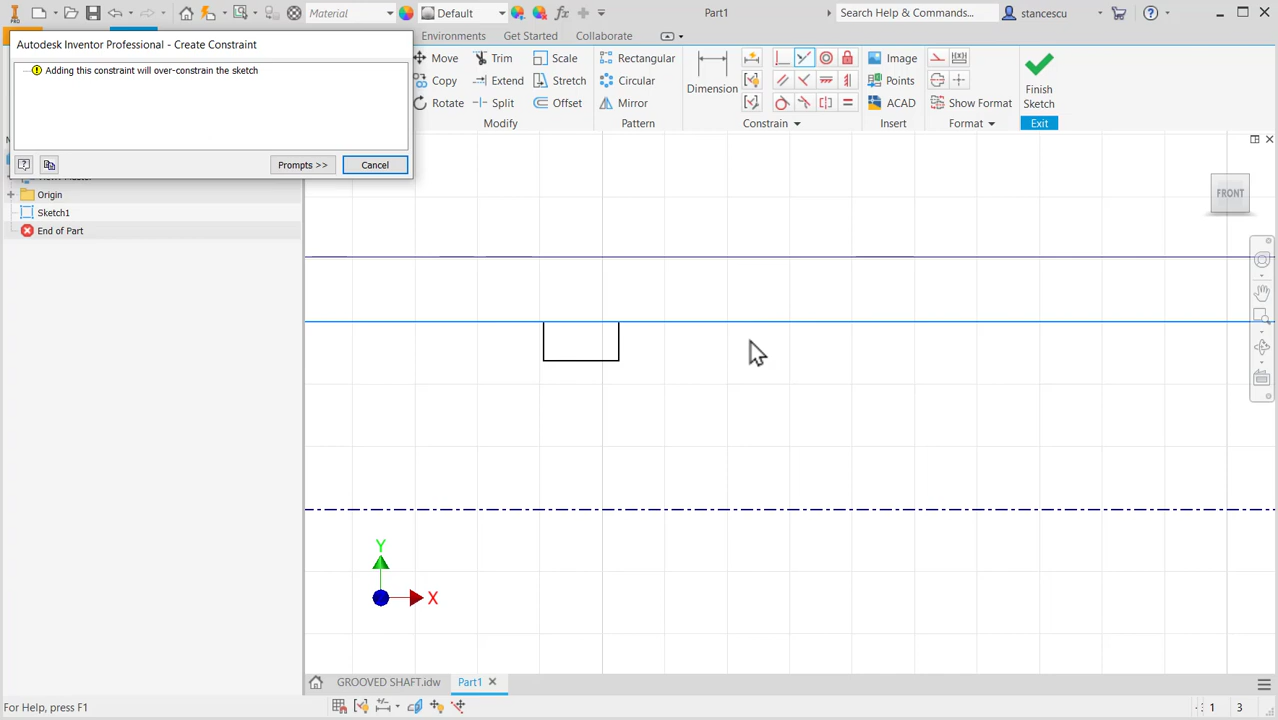 Material
Default
Part1
Search Help & Commands...
stancescu
Autodesk Inventor Professional - Create Constraint
Environments
Get Started
Collaborate
Adding this constraint will over-constrain the sketch
Prompts >>
Cancel
Move
Trim
Scale
Copy
Extend
Stretch
Rotate
Split
Offset
Modify
Rectangular
Circular
Mirror
Pattern
Dimension
Constrain
Image
Points
ACAD
Insert
Show Format
Format
Finish
Sketch
Exit
Origin
Sketch1
End of Part
FRONT
Y
X
GROOVED SHAFT.idw
Part1
For Help, press F1
1
3